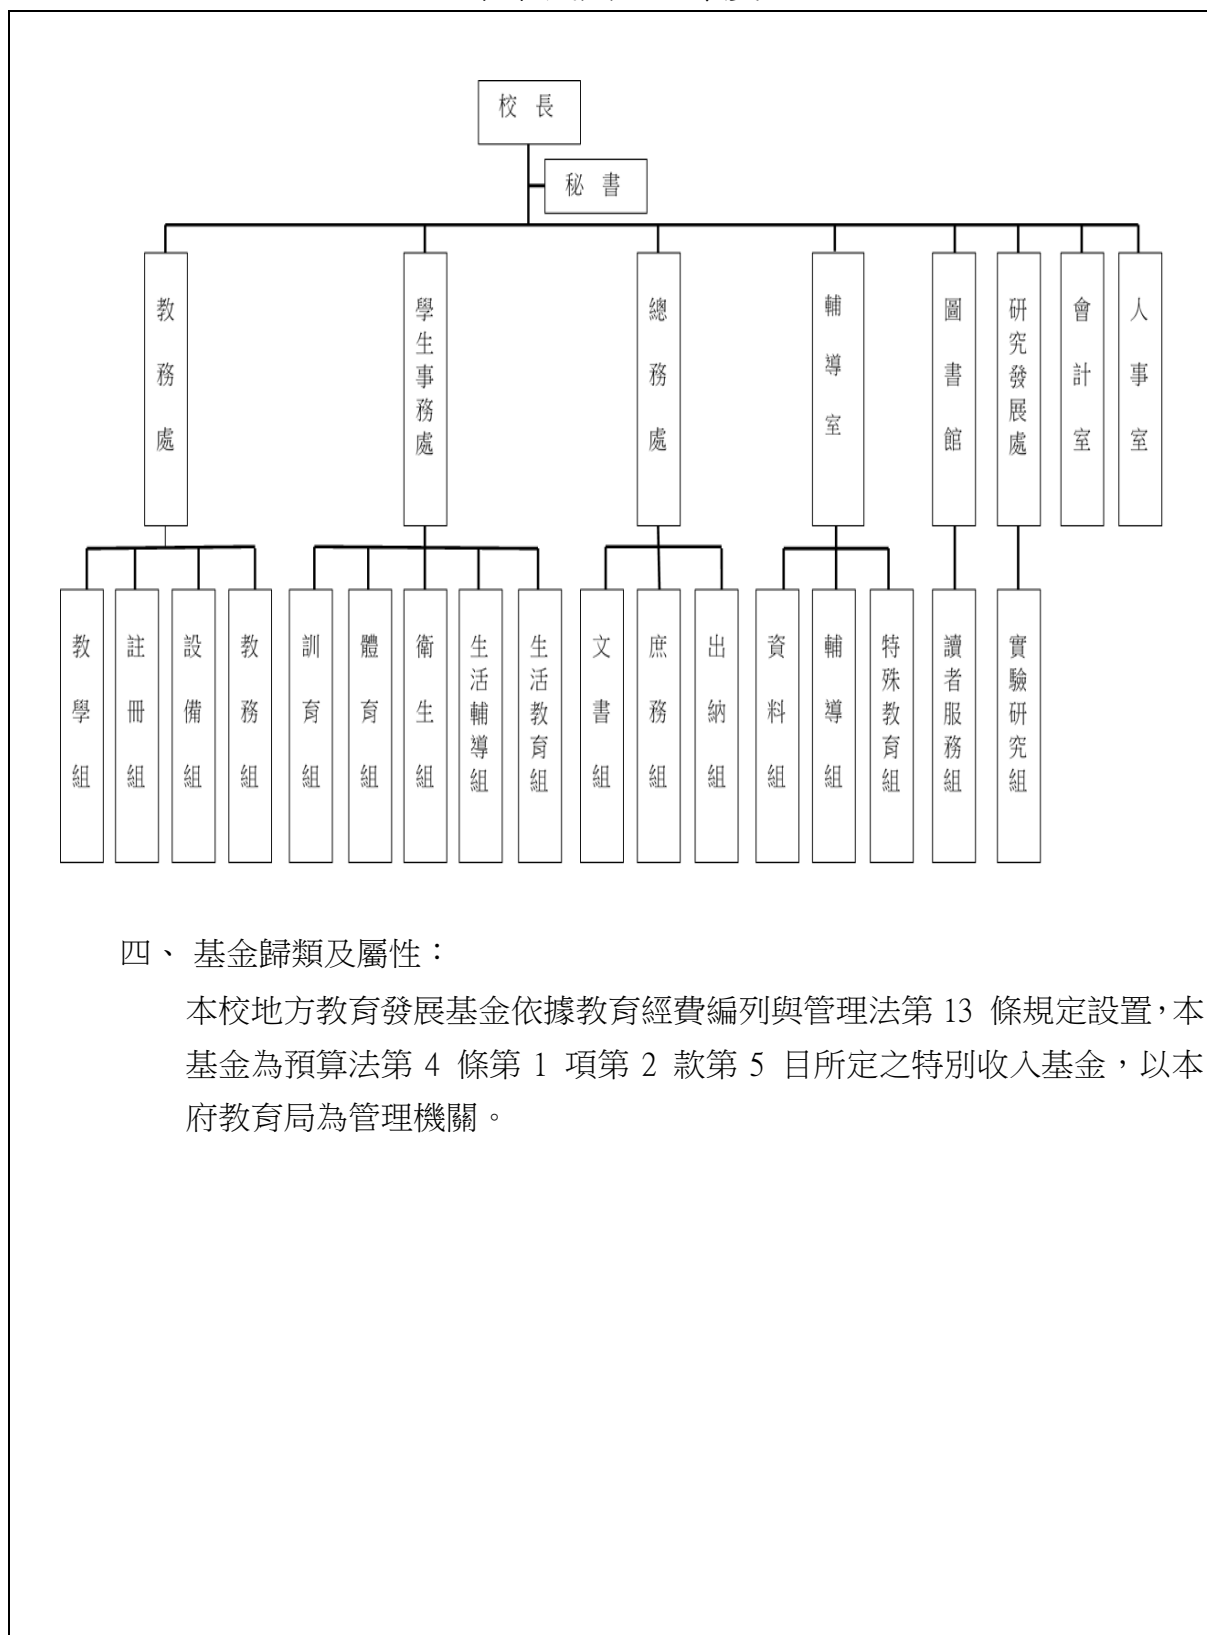 校長
秘書
教務處
學生事務處
總務處
輔導室
圖書館
研究發展處
會計室
人事室
教學組
註冊組
設備組
教務組
訓育組
體育組
衛生組
生活輔導組
生活教育組
文書組
庶務組
出納組
資料組
輔導組
特殊教育組
讀者服務組
實驗研究組
四、 基金歸類及屬性：
本校地方教育發展基金依據教育經費編列與管理法第 13 條規定設置，本
基金為預算法第 4 條第 1 項第 2 款第 5 目所定之特別收入基金，以本
府教育局為管理機關。